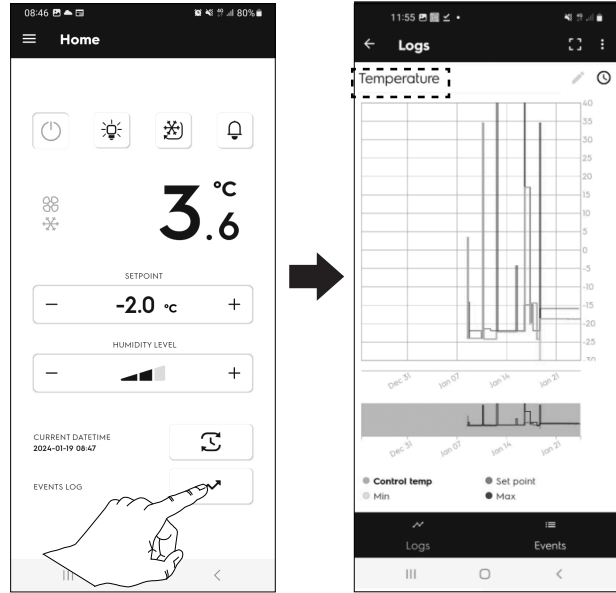 08:46 80%
Home
3.6 °C
SETPOINT
− -2.0 °C +
HUMIDITY LEVEL
− +
CURRENT DATETIME
2024-01-19 08:47
EVENTS LOG
11:55
Logs
Temperature
40
35
30
25
20
15
10
5
0
-5
-10
-15
-20
-25
-30
Dec 31 Jan 07 Jan 14 Jan 21
Dec 31 Jan 07 Jan 14 Jan 21
Control temp Set point
Min Max
Logs Events